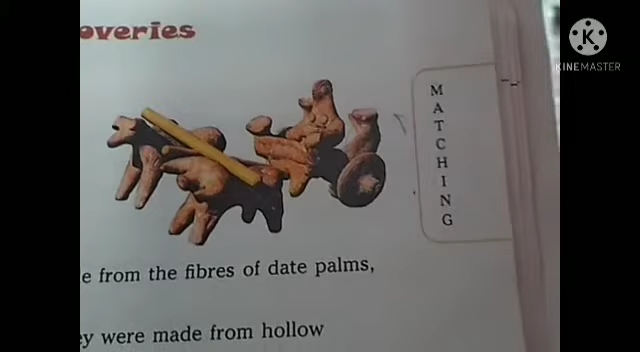 overies
KINEMASTER
MATCHING
e from the fibres of date palms,
ey were made from hollow